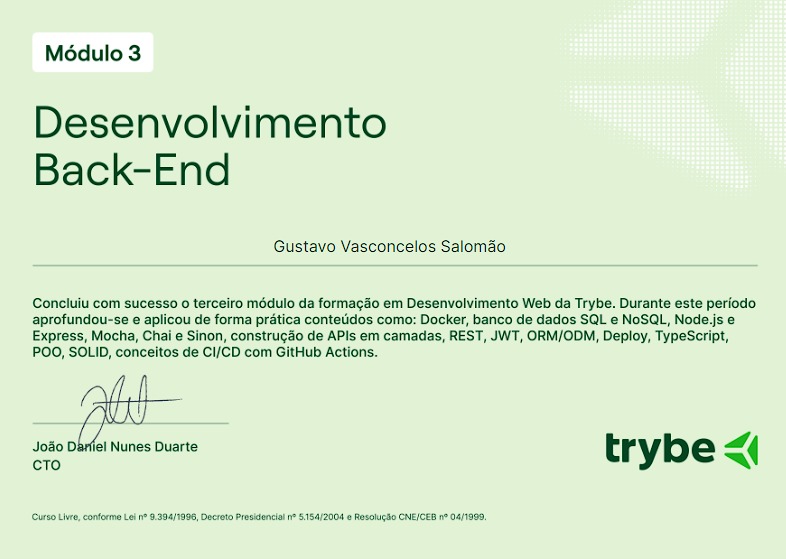 Módulo 3
Desenvolvimento
Back-End
Gustavo Vasconcelos Salomão
Concluiu com sucesso o terceiro módulo da formação em Desenvolvimento Web da Trybe. Durante este período
aprofundou-se e aplicou de forma prática conteúdos como: Docker, banco de dados SQL e NoSQL, Node.js e
Express, Mocha, Chai e Sinon, construção de APIs em camadas, REST, JWT, ORM/ODM, Deploy, TypeScript,
POO, SOLID, conceitos de CI/CD com GitHub Actions.
João Daniel Nunes Duarte
CTO
trybe
Curso Livre, conforme Lei nº 9.394/1996, Decreto Presidencial nº 5.154/2004 e Resolução CNE/CEB nº 04/1999.